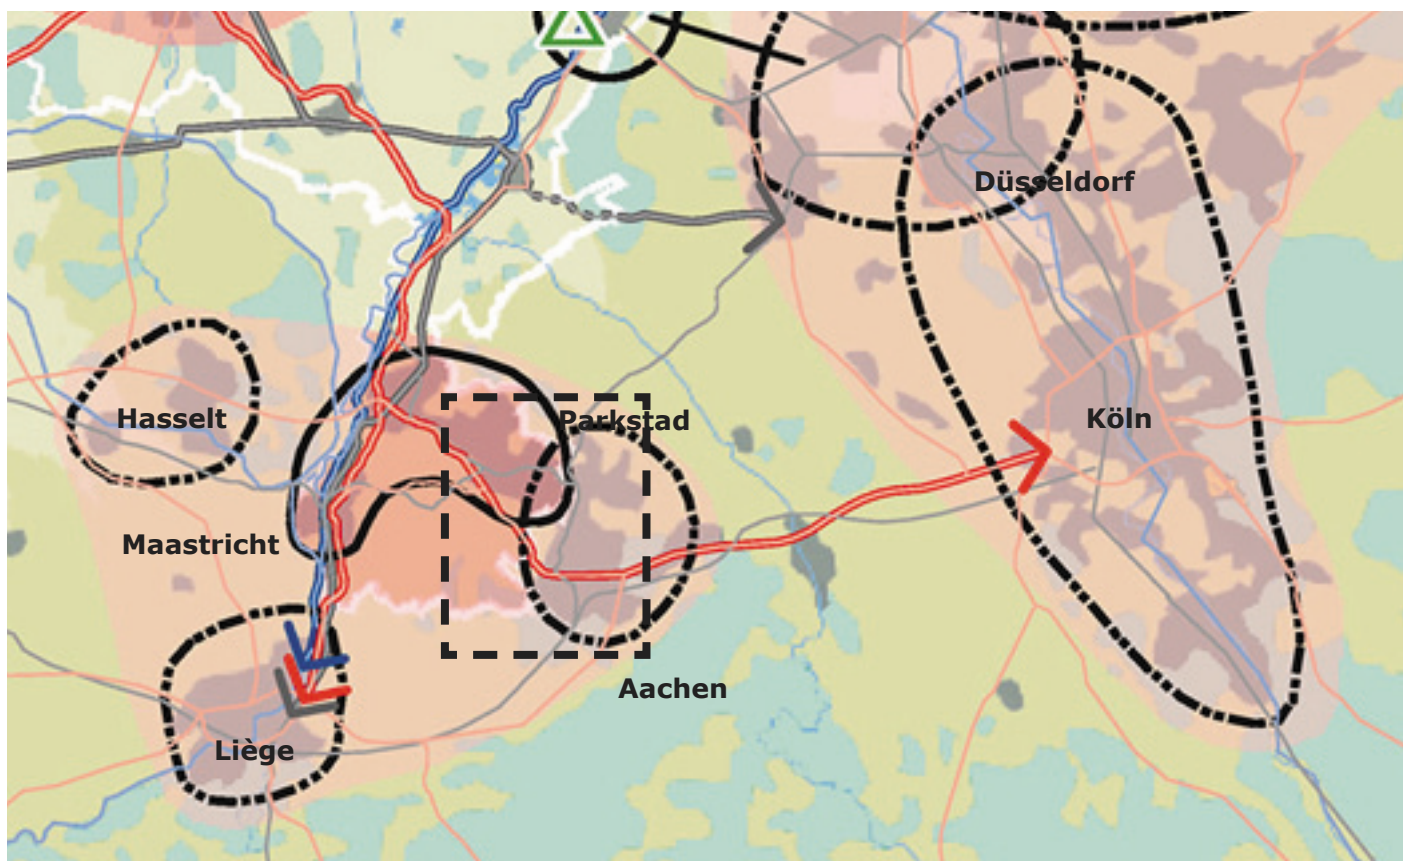 Düsseldorf
Hasselt
Parkstad
Köln
Maastricht
Aachen
Liège